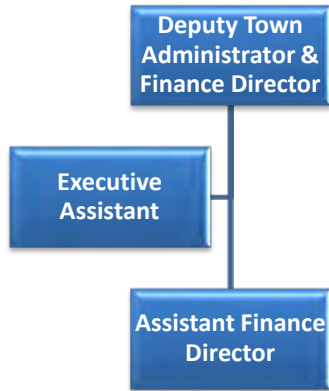 Deputy Town
Administrator &
Finance Director
Executive
Assistant
Assistant Finance
Director